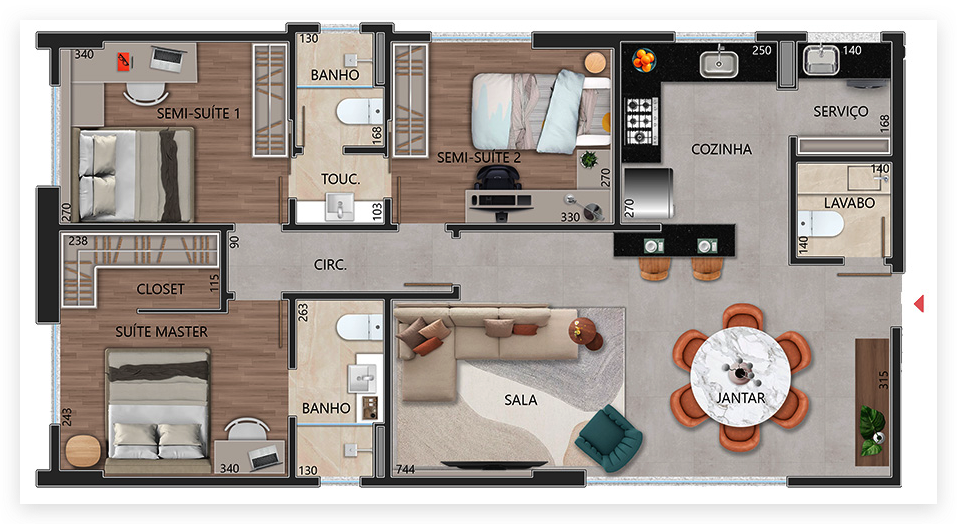 340
130
250
140
BANHO
SEMI-SUÍTE 1
168
SERVIÇO
168
COZINHA
SEMI-SUÍTE 2
TOUC.
270
140
270
103
330
270
LAVABO
140
238
90
CIRC.
115
CLOSET
263
SUÍTE MASTER
315
JANTAR
SALA
BANHO
243
340
130
744